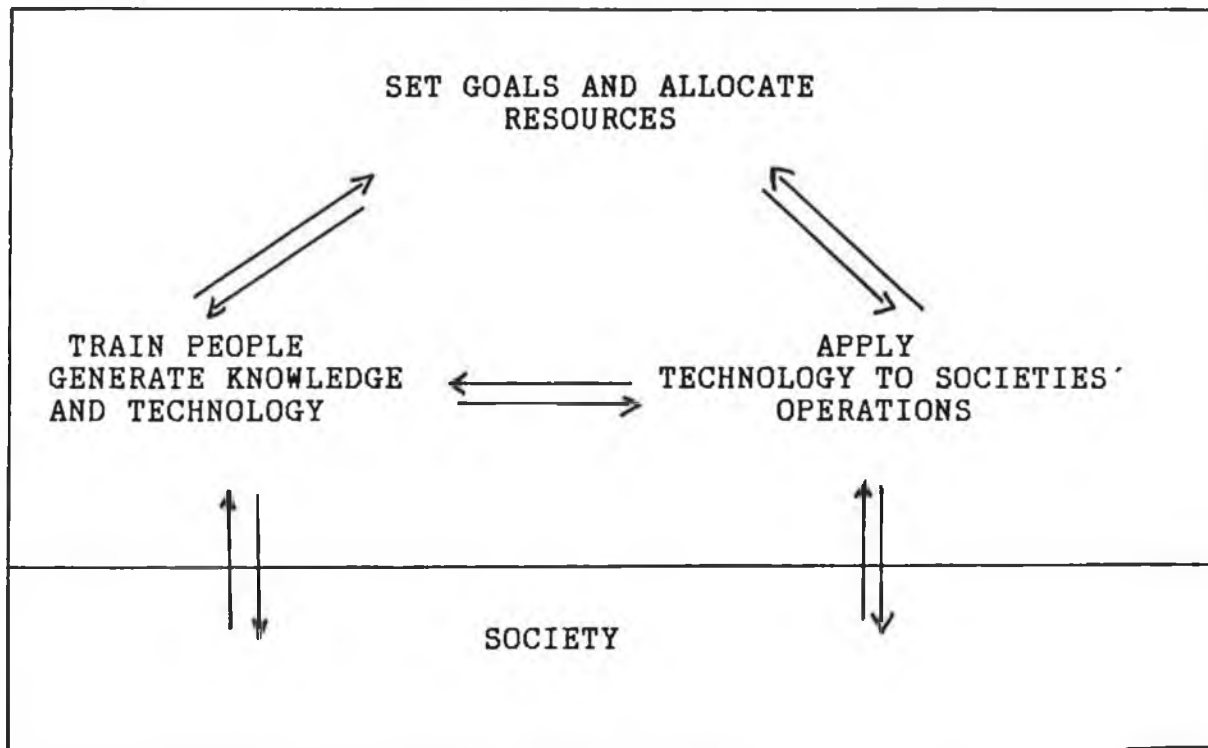 SET GOALS AND ALLOCATE
RESOURCES
TRAIN PEOPLE
GENERATE KNOWLEDGE
AND TECHNOLOGY
APPLY
TECHNOLOGY TO SOCIETIES´
OPERATIONS
SOCIETY